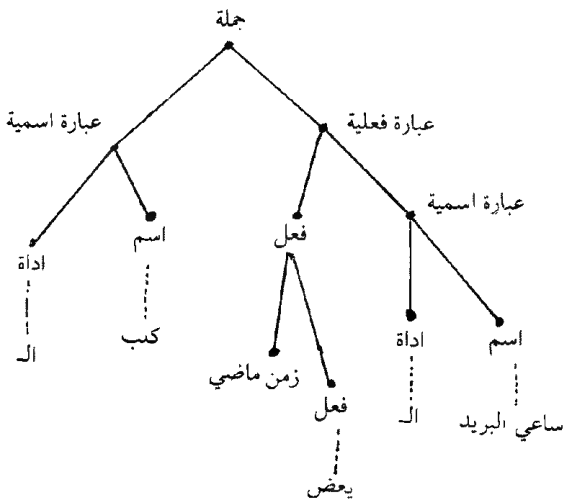 جملة
عبارة فعلية
عبارة اسمية
عبارة اسمية
اسم
اداة
فعل
اسم
اداة
زمن ماضي
فعل
ساعي البريد
الـ
يعض
كلب
الـ